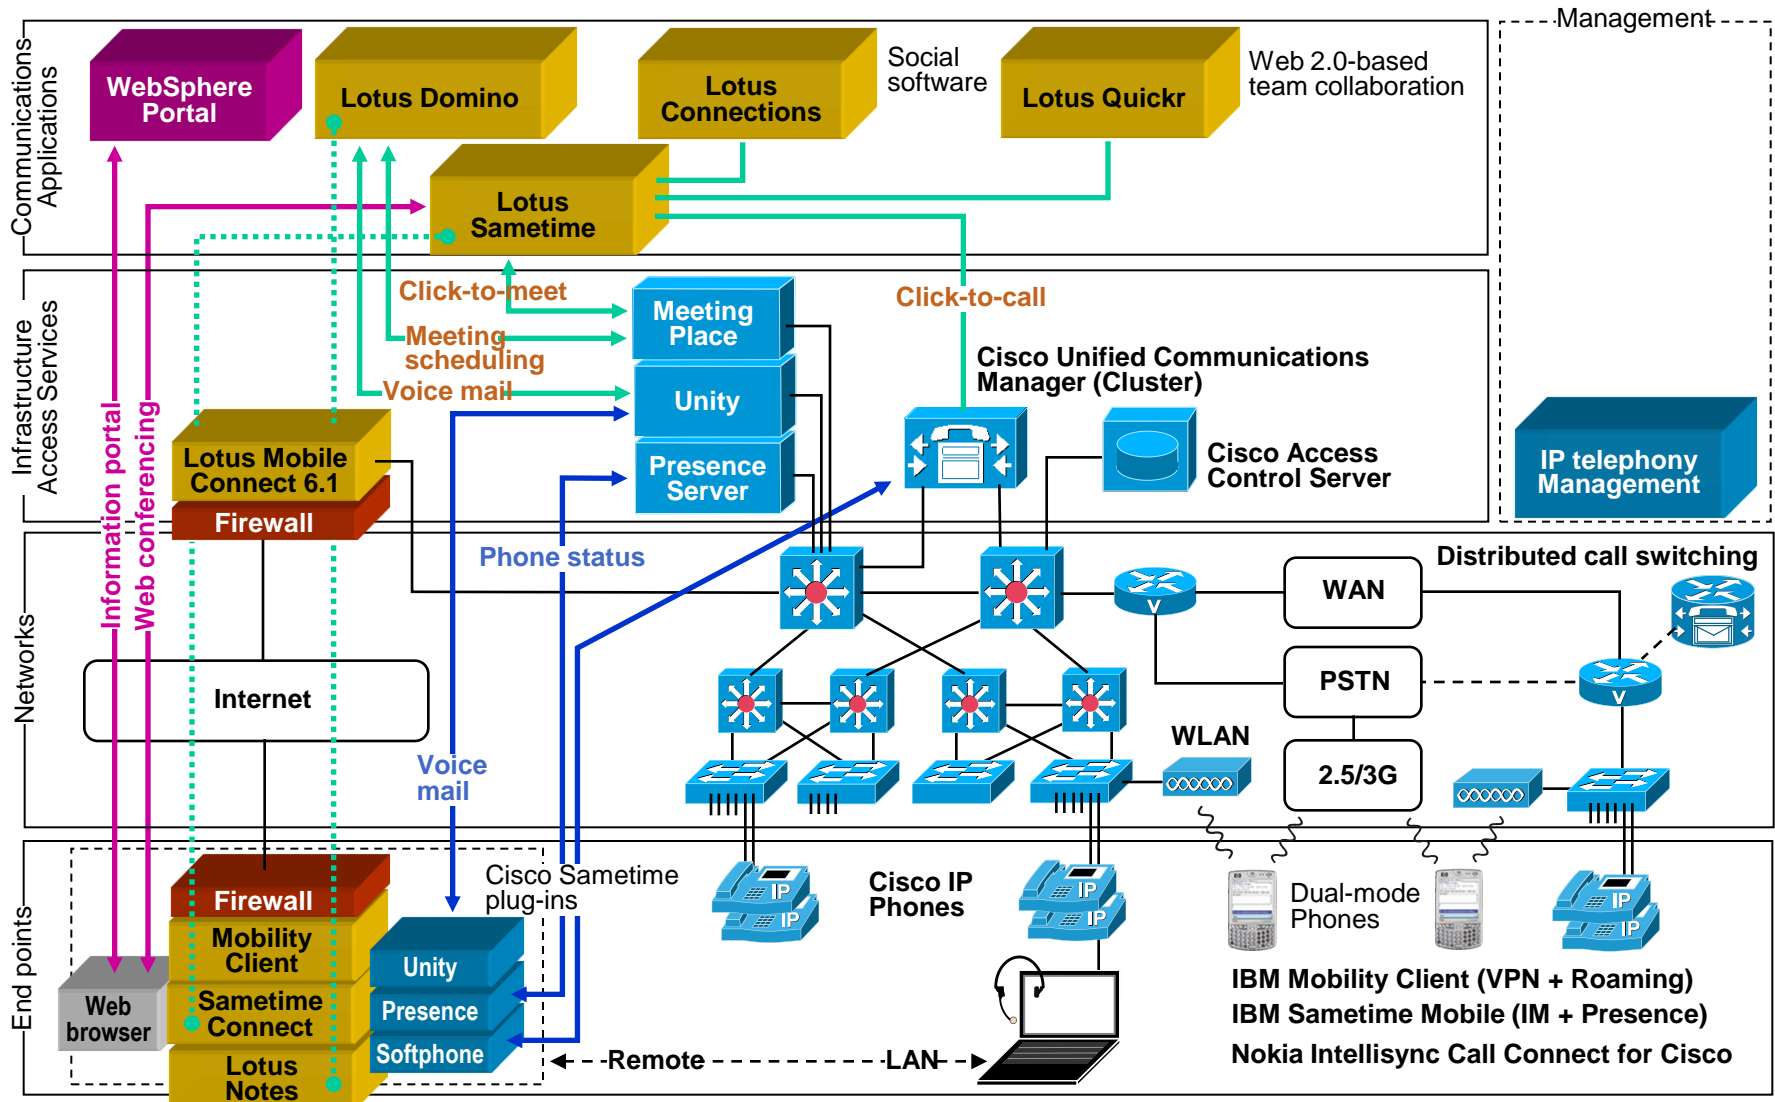 Management
Communications
Applications
WebSphere
Portal
Lotus Domino
Lotus
Connections
Social
software
Lotus Quickr
Web 2.0-based
team collaboration
Lotus
Sametime
Infrastructure
Access Services
Click-to-meet
Meeting
scheduling
Voice mail
Meeting
Place
Unity
Presence
Server
Click-to-call
Cisco Unified Communications
Manager (Cluster)
Cisco Access
Control Server
IP telephony
Management
Lotus Mobile
Connect 6.1
Firewall
Information portal
Web conferencing
Networks
Phone status
Internet
Voice
mail
V
WAN
PSTN
2.5/3G
WLAN
Distributed call switching
V
End points
Firewall
Mobility
Client
Sametime
Connect
Lotus
Notes
Web
browser
Cisco Sametime
plug-ins
Unity
Presence
Softphone
Remote
LAN
IP
IP
Cisco IP
Phones
IP
IP
Dual-mode
Phones
IP
IP
IBM Mobility Client (VPN + Roaming)
IBM Sametime Mobile (IM + Presence)
Nokia Intellisync Call Connect for Cisco